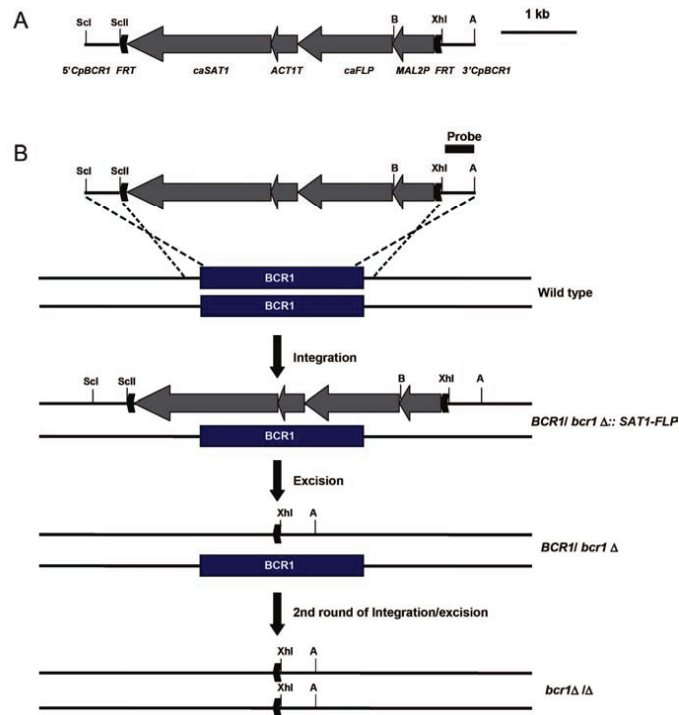 A
ScI ScII B XhI A 1 kb
5'CpBCR1 FRT caSAT1 ACT1T caFLP MAL2P FRT 3'CpBCR1
B
Probe
ScI ScII B XhI A
BCR1
BCR1
Wild type
Integration
ScI ScII B XhI A
BCR1
BCR1/ bcr1 Δ:: SAT1-FLP
Excision
XhI A
BCR1
BCR1/ bcr1 Δ
2nd round of Integration/excision
XhI A
XhI A
bcr1Δ /Δ